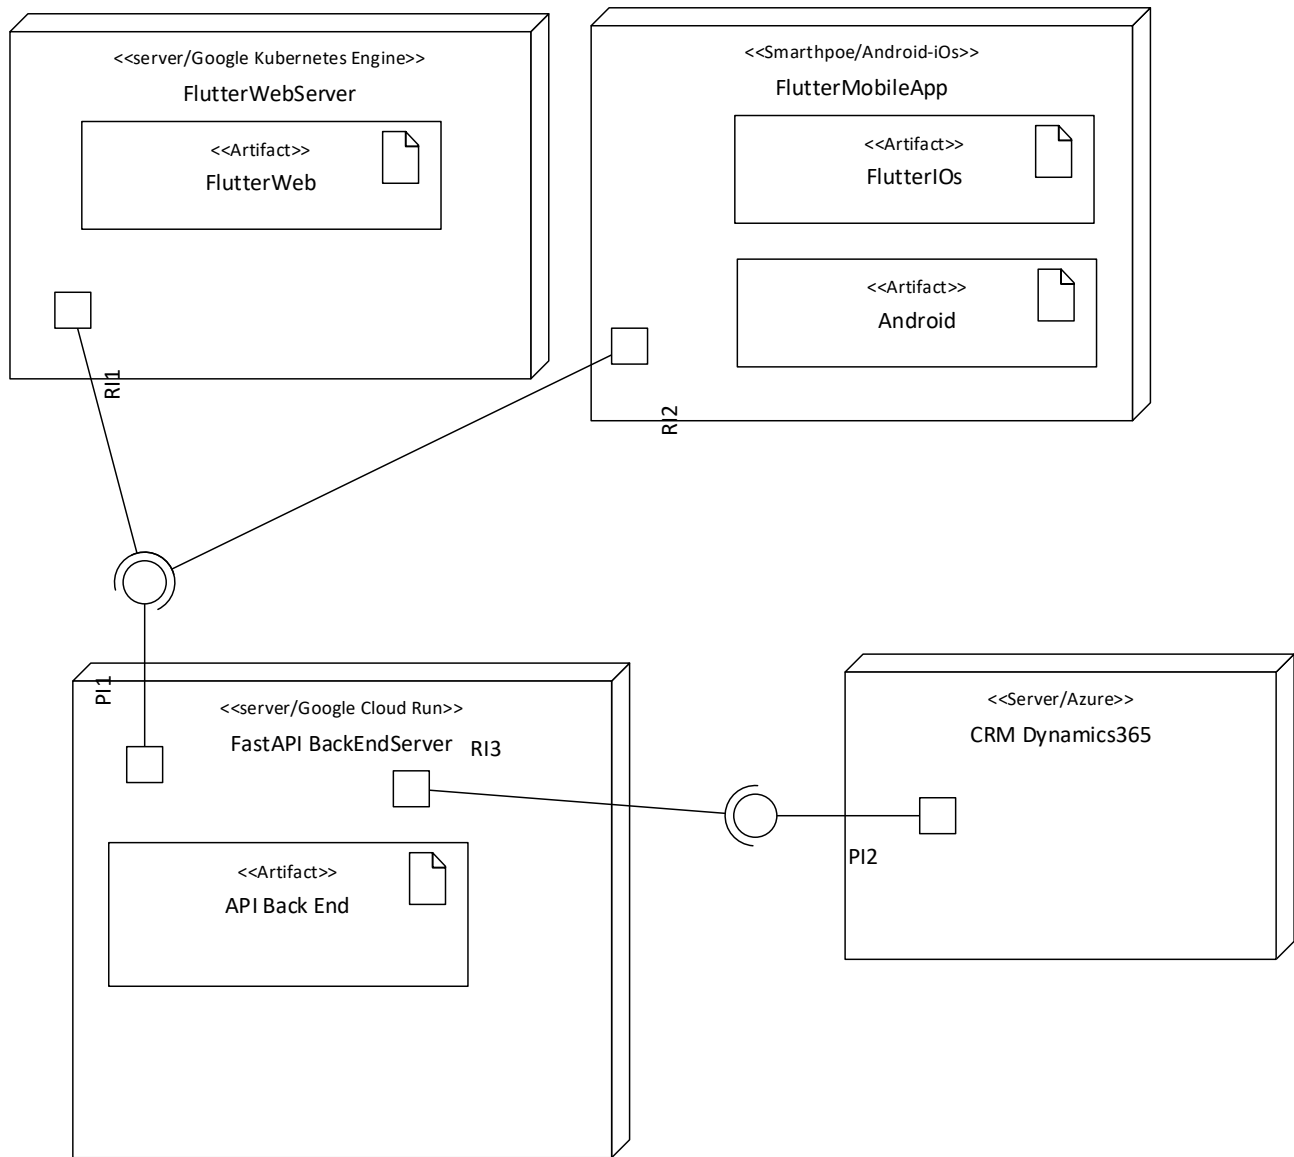 <<server/Google Kubernetes Engine>>
FlutterWebServer
<<Artifact>>
FlutterWeb
RI1
<<Smarthpoe/Android-iOs>>
FlutterMobileApp
<<Artifact>>
FlutterIOs
<<Artifact>>
Android
RI2
PI1
<<server/Google Cloud Run>>
FastAPI BackEndServer
RI3
<<Artifact>>
API Back End
<<Server/Azure>>
CRM Dynamics365
PI2